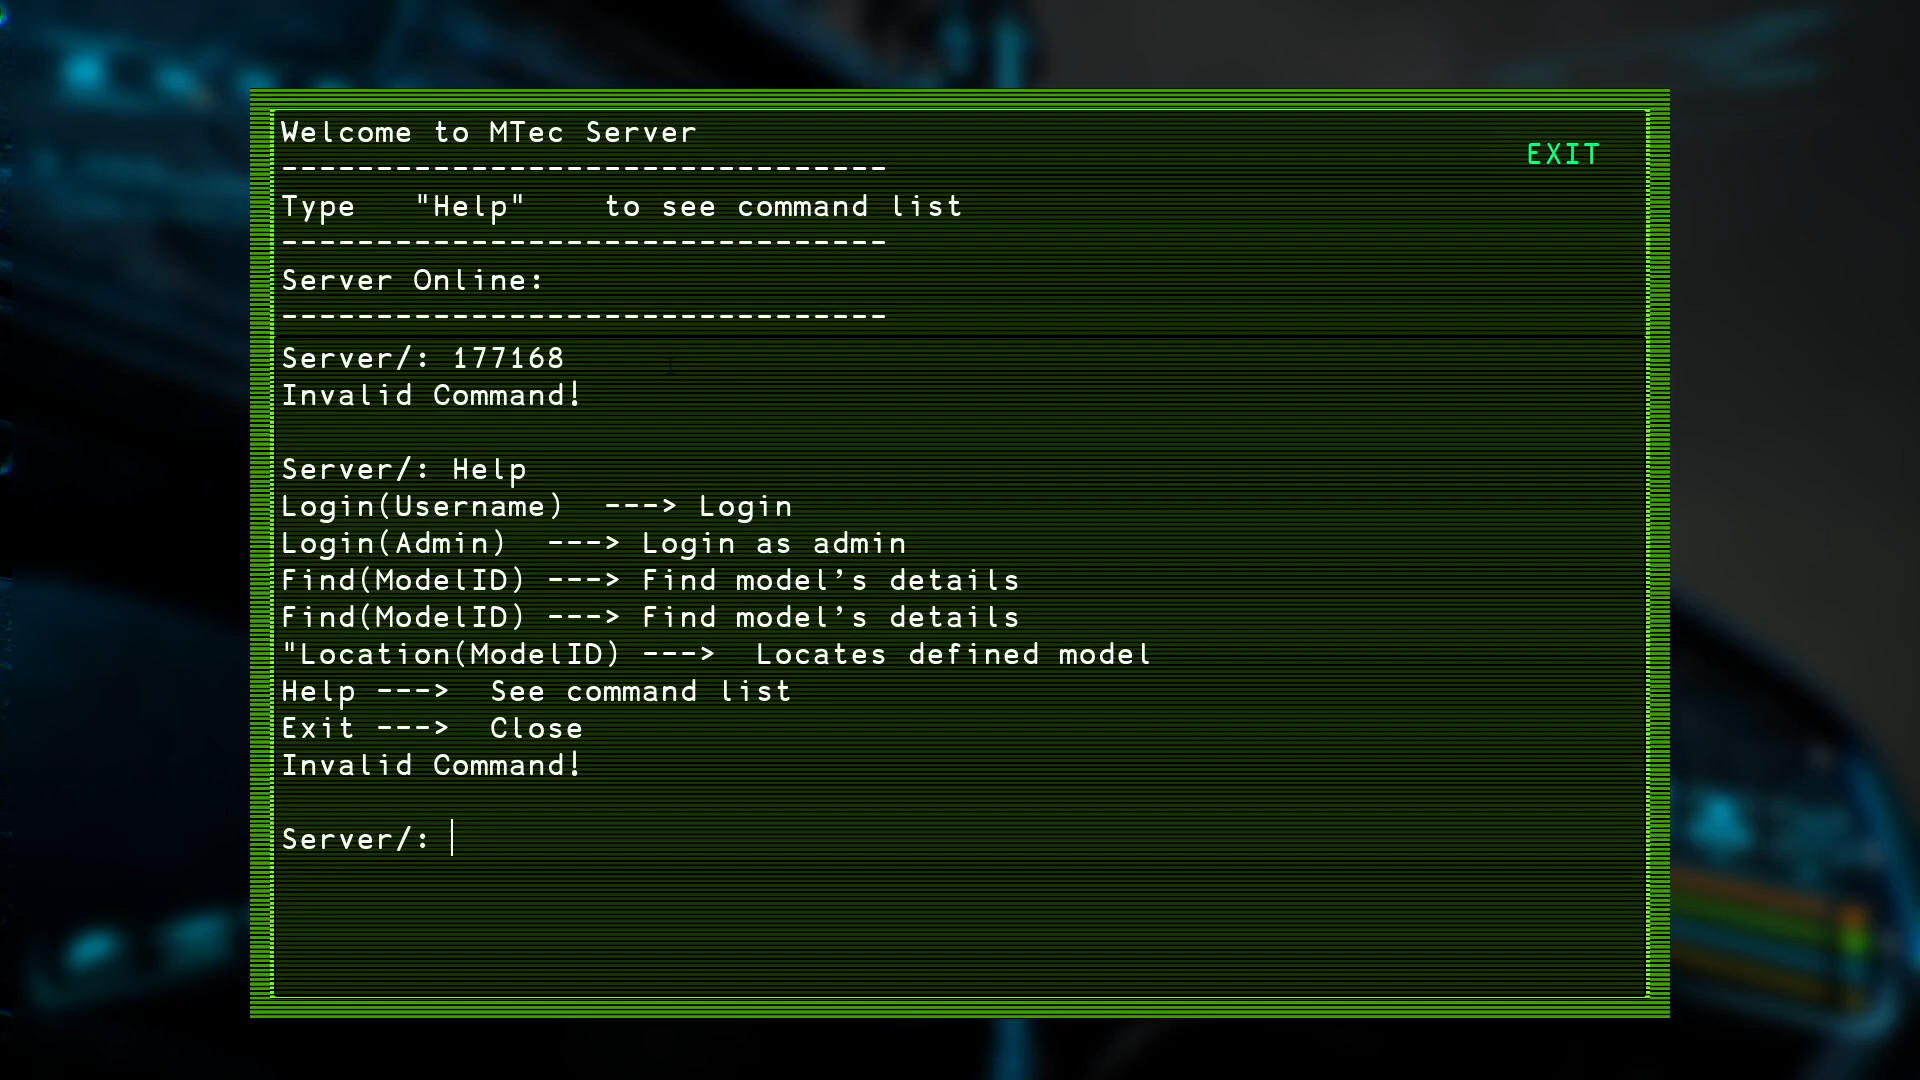 Welcome to MTec Server
EXIT
--------------------------------
Type "Help" to see command list
--------------------------------
Server Online:
--------------------------------
Server/: 177168
Invalid Command!
Server/: Help
Login(Username) ---> Login
Login(Admin) ---> Login as admin
Find(ModelID) ---> Find model’s details
Find(ModelID) ---> Find model’s details
"Location(ModelID) ---> Locates defined model
Help ---> See command list
Exit ---> Close
Invalid Command!
Server/: